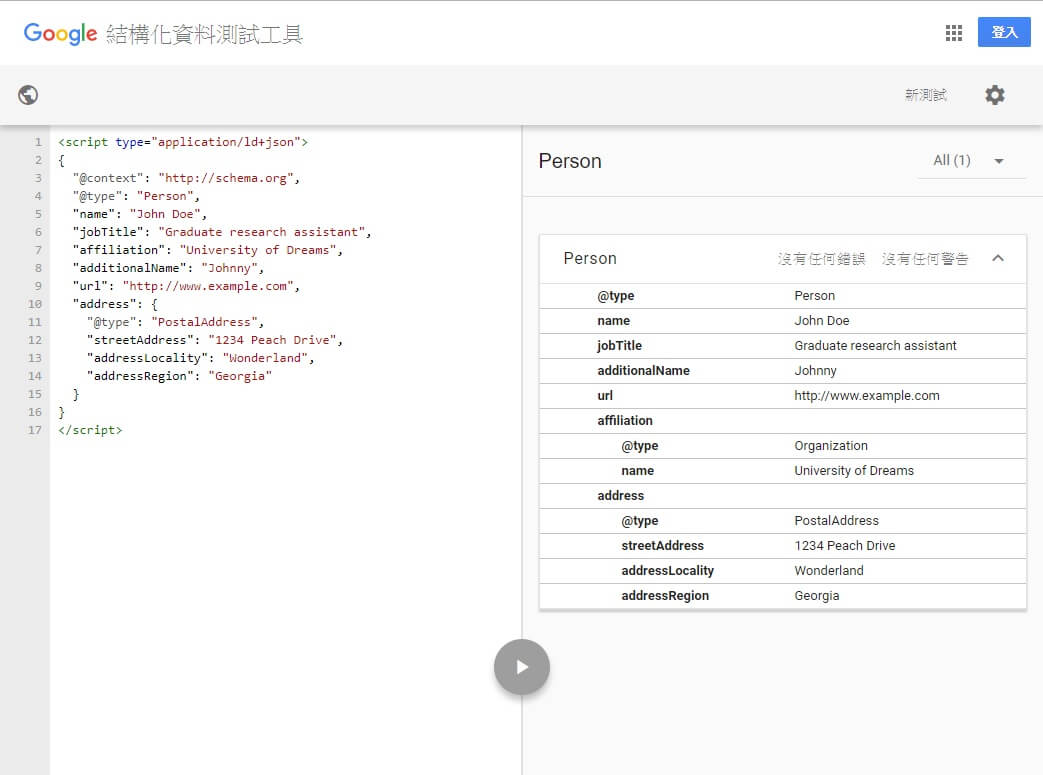 Google 結構化資料測試工具
登入
新測試
1 <script type="application/ld+json">
2 {
3 "@context": "http://schema.org",
4 "@type": "Person",
5 "name": "John Doe",
6 "jobTitle": "Graduate research assistant",
7 "affiliation": "University of Dreams",
8 "additionalName": "Johnny",
9 "url": "http://www.example.com",
10 "address": {
11 "@type": "PostalAddress",
12 "streetAddress": "1234 Peach Drive",
13 "addressLocality": "Wonderland",
14 "addressRegion": "Georgia"
15 }
16 }
17 </script>
Person
All (1)
Person 沒有任何錯誤 沒有任何警告
@type Person
name John Doe
jobTitle Graduate research assistant
additionalName Johnny
url http://www.example.com
affiliation
@type Organization
name University of Dreams
address
@type PostalAddress
streetAddress 1234 Peach Drive
addressLocality Wonderland
addressRegion Georgia